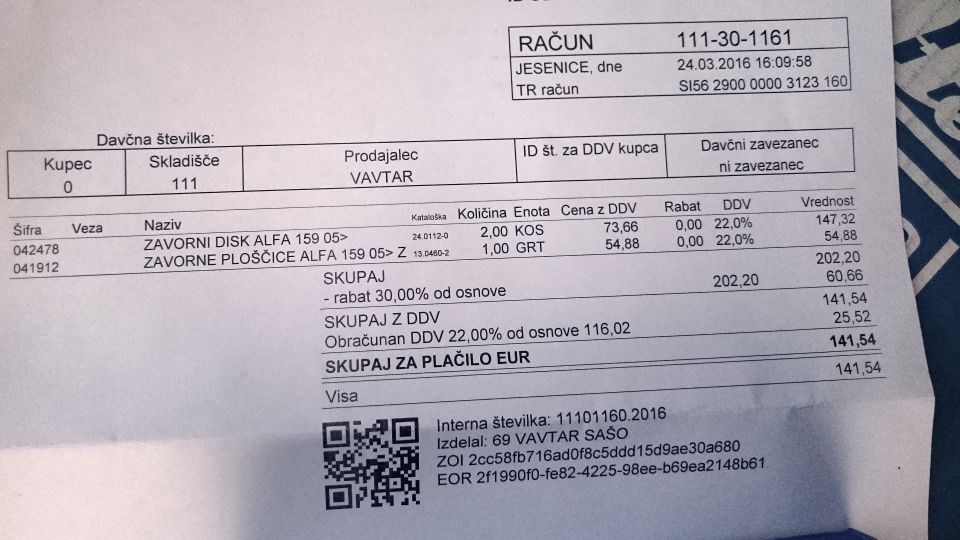 RAČUN 111-30-1161
JESENICE, dne 24.03.2016 16:09:58
TR račun SI56 2900 0000 3123 160
Davčna številka:
Kupec Skladišče Prodajalec ID št. za DDV kupca Davčni zavezanec
0 111 VAVTAR ni zavezanec
Šifra Veza Naziv Kataloška Količina Enota Cena z DDV Rabat DDV Vrednost
042478 ZAVORNI DISK ALFA 159 05> 24.0112-0 2,00 KOS 73,66 0,00 22,0% 147,32
041912 ZAVORNE PLOŠČICE ALFA 159 05> Z 13.0460-2 1,00 GRT 54,88 0,00 22,0% 54,88
SKUPAJ 202,20
- rabat 30,00% od osnove 202,20 60,66
SKUPAJ Z DDV 141,54
Obračunan DDV 22,00% od osnove 116,02 25,52
SKUPAJ ZA PLAČILO EUR 141,54
Visa 141,54
Interna številka: 11101160.2016
Izdelal: 69 VAVTAR SAŠO
ZOI 2cc58fb716ad0f8c5ddd15d9ae30a680
EOR 2f1990f0-fe82-4225-98ee-b69ea2148b61